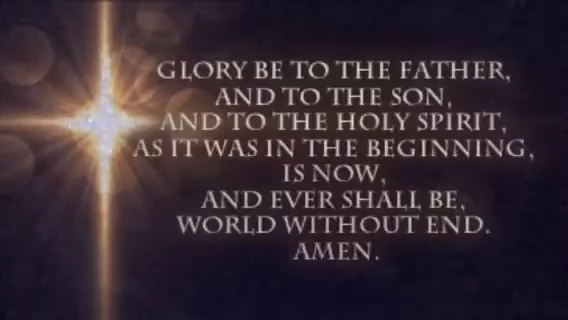 GLORY BE TO THE FATHER,
AND TO THE SON,
AND TO THE HOLY SPIRIT,
AS IT WAS IN THE BEGINNING,
IS NOW,
AND EVER SHALL BE,
WORLD WITHOUT END.
AMEN.